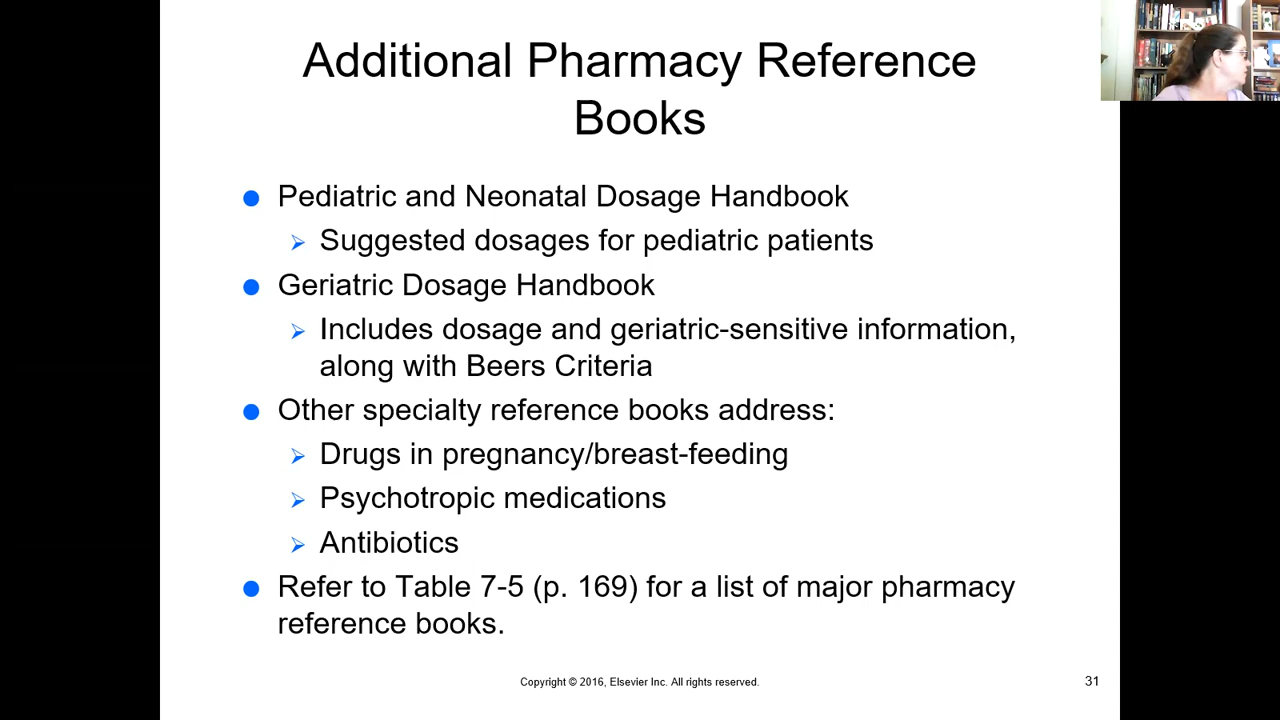 Additional Pharmacy Reference
Books
Pediatric and Neonatal Dosage Handbook
Suggested dosages for pediatric patients
Geriatric Dosage Handbook
Includes dosage and geriatric-sensitive information,
along with Beers Criteria
Other specialty reference books address:
Drugs in pregnancy/breast-feeding
Psychotropic medications
Antibiotics
Refer to Table 7-5 (p. 169) for a list of major pharmacy
reference books.
Copyright © 2016, Elsevier Inc. All rights reserved.
31